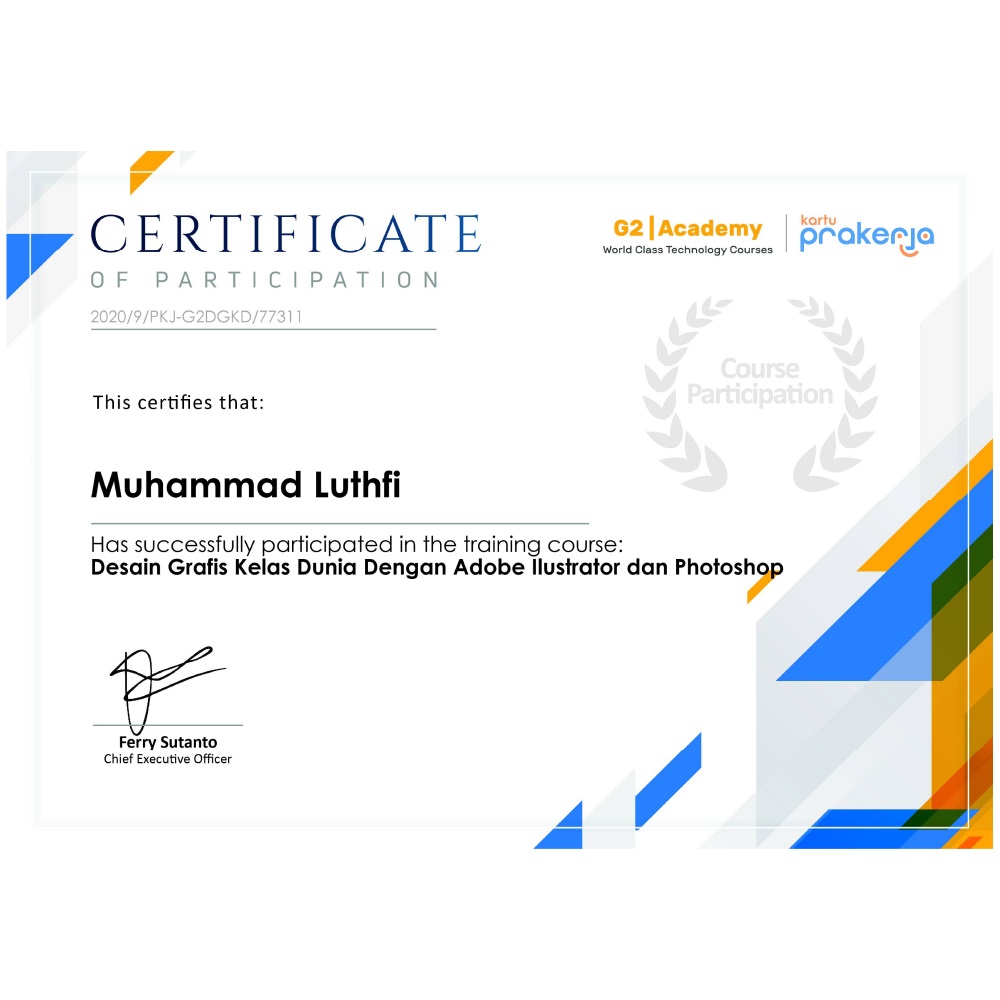 CERTIFICATE
OF PARTICIPATION
2020/9/PKJ-G2DGKD/77311
G2|Academy
World Class Technology Courses
kartu
prakerja
Course
Participation
This certifies that:
Muhammad Luthfi
Has successfully participated in the training course:
Desain Grafis Kelas Dunia Dengan Adobe Ilustrator dan Photoshop
Ferry Sutanto
Chief Executive Officer